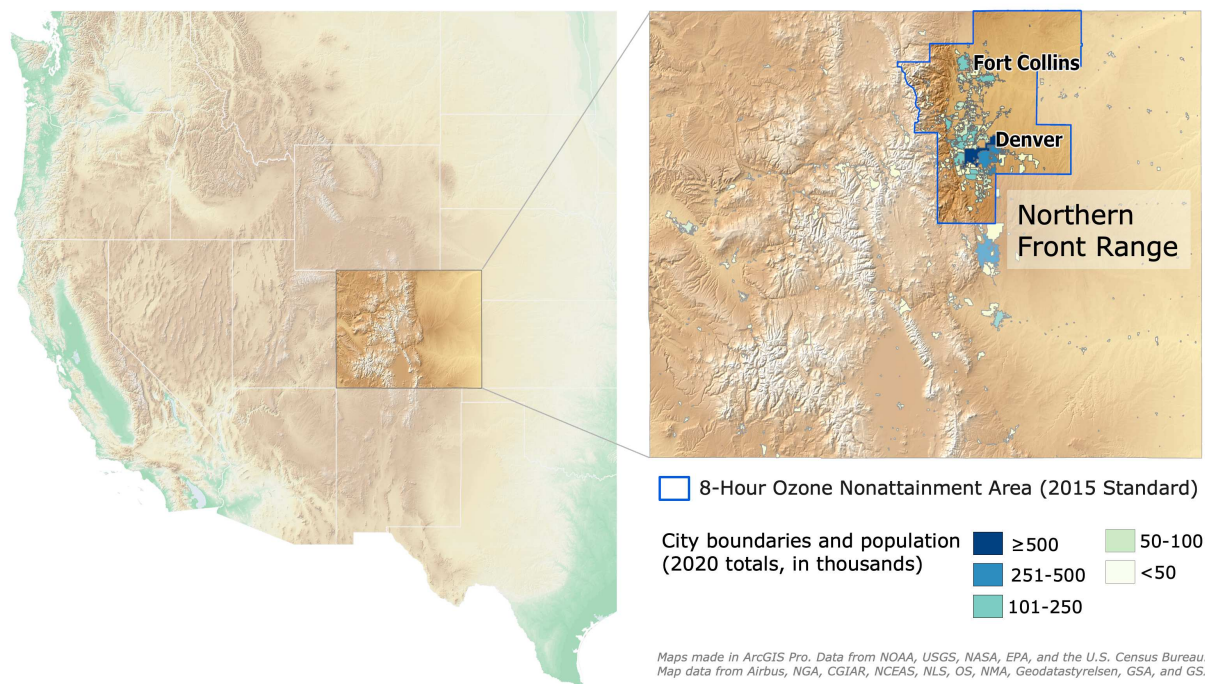 Fort Collins
Denver
Northern
Front Range
8-Hour Ozone Nonattainment Area (2015 Standard)
City boundaries and population
(2020 totals, in thousands)
≥500
251-500
101-250
50-100
<50
Maps made in ArcGIS Pro. Data from NOAA, USGS, NASA, EPA, and the U.S. Census Bureau.
Map data from Airbus, NGA, CGIAR, NCEAS, NLS, OS, NMA, Geodatastyrelsen, GSA, and GS